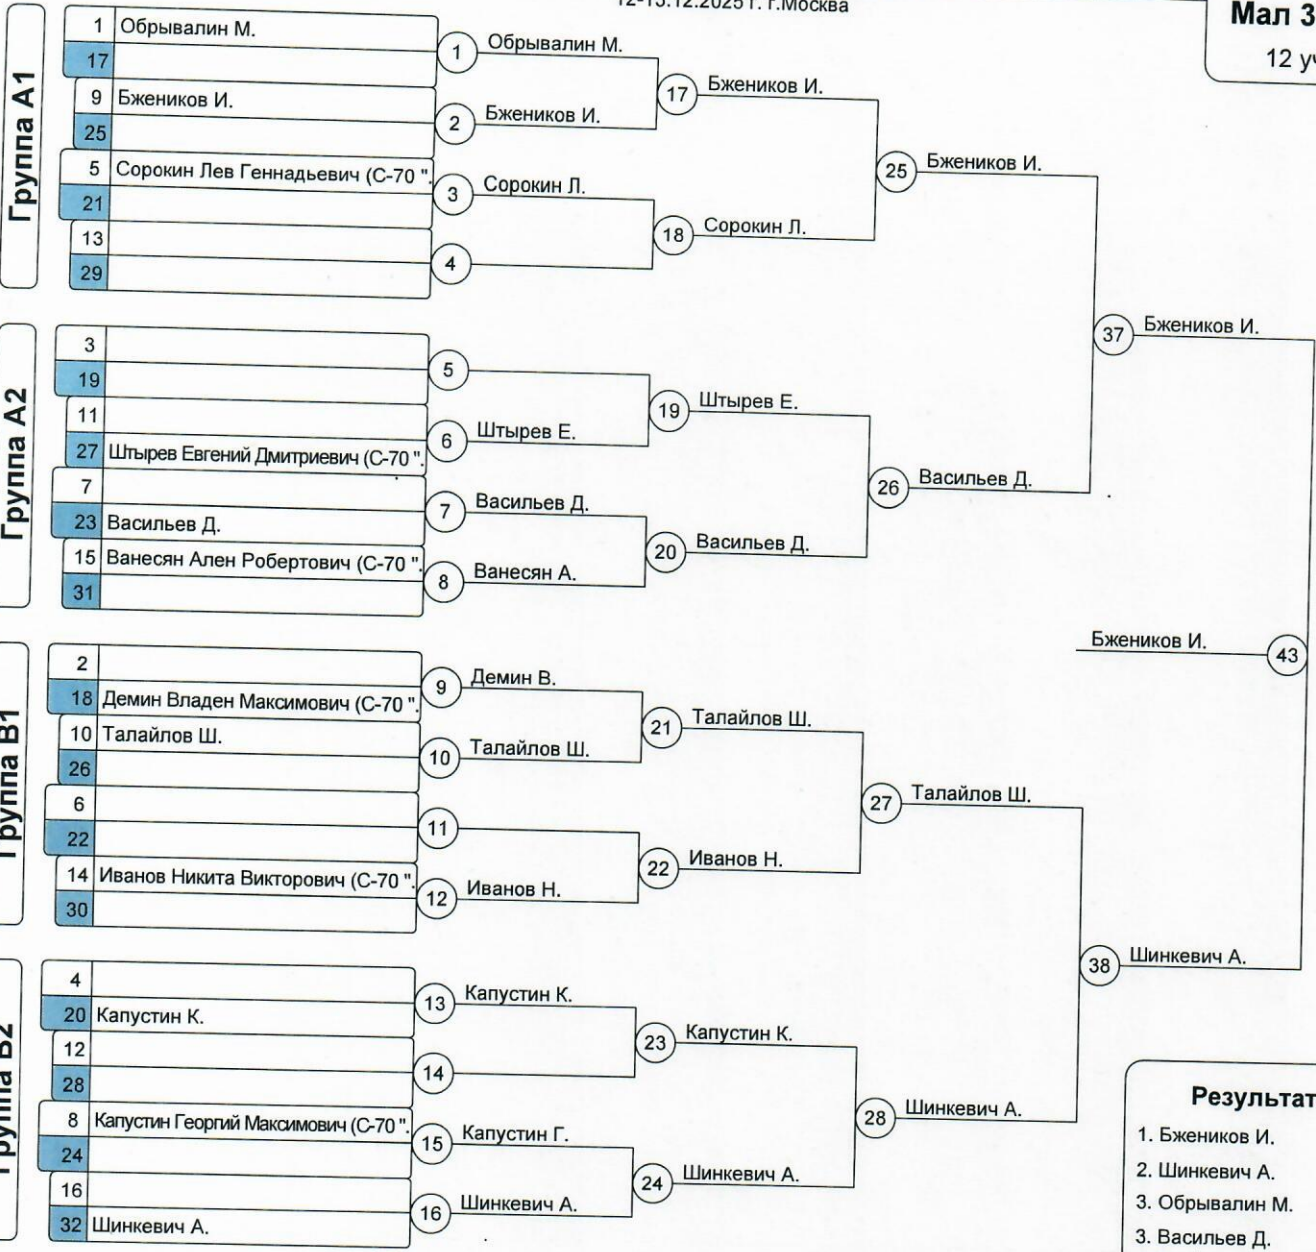 12-13.12.2025 г. г.Москва
Мал 3
12 уч
Группа A1
1 Обрывалин М.
17
9 Бжеников И.
25
5 Сорокин Лев Геннадьевич (С-70 ".
21
13
29
1 Обрывалин М.
2 Бжеников И.
3 Сорокин Л.
4
17 Бжеников И.
18 Сорокин Л.
25 Бжеников И.
Группа A2
3
19
11
27 Штырев Евгений Дмитриевич (С-70 ".
7
23 Васильев Д.
15 Ванесян Ален Робертович (С-70 ".
31
5
6 Штырев Е.
7 Васильев Д.
8 Ванесян А.
19 Штырев Е.
20 Васильев Д.
26 Васильев Д.
37 Бжеников И.
Группа B1
2
18 Демин Владен Максимович (С-70 ".
10 Талайлов Ш.
26
6
22
14 Иванов Никита Викторович (С-70 ".
30
9 Демин В.
10 Талайлов Ш.
11
12 Иванов Н.
21 Талайлов Ш.
22 Иванов Н.
27 Талайлов Ш.
Бжеников И. 43
Группа B2
4
20 Капустин К.
12
28
8 Капустин Георгий Максимович (С-70 ".
24
16
32 Шинкевич А.
13 Капустин К.
14
15 Капустин Г.
16 Шинкевич А.
23 Капустин К.
24 Шинкевич А.
28 Шинкевич А.
38 Шинкевич А.
Результат
1. Бжеников И.
2. Шинкевич А.
3. Обрывалин М.
3. Васильев Д.